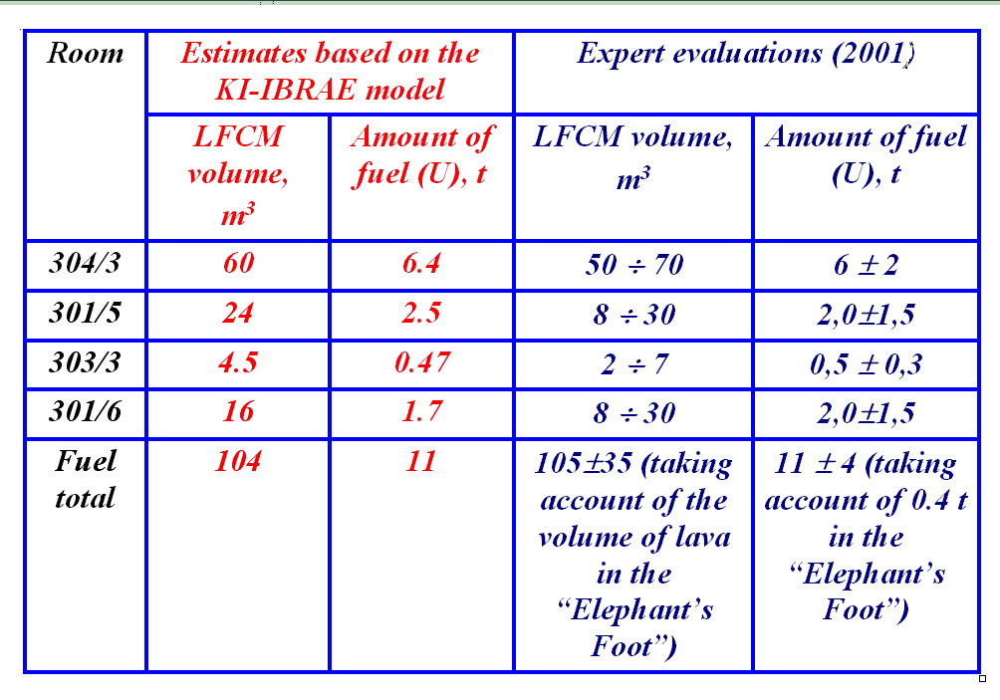 Room
Estimates based on the
KI-IBRAE model
Expert evaluations (2001)
LFCM
volume,
m³
Amount of
fuel (U), t
LFCM volume,
m³
Amount of fuel
(U), t
304/3 60 6.4 50 ÷ 70 6 ± 2
301/5 24 2.5 8 ÷ 30 2,0±1,5
303/3 4.5 0.47 2 ÷ 7 0,5 ± 0,3
301/6 16 1.7 8 ÷ 30 2,0±1,5
Fuel
total
104
11
105±35 (taking
account of the
volume of lava
in the
“Elephant’s
Foot”)
11 ± 4 (taking
account of 0.4 t
in the
“Elephant’s
Foot”)